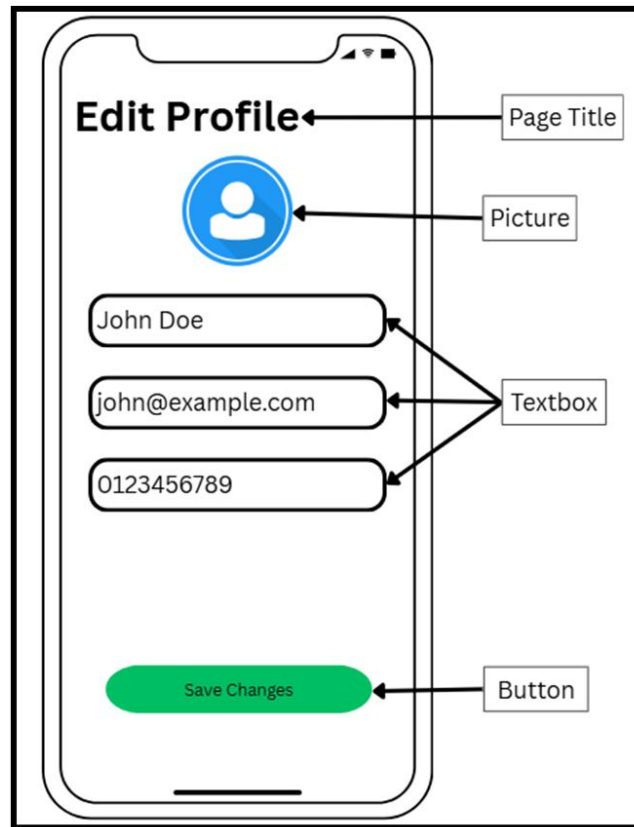 Edit Profile
Page Title
Picture
John Doe
john@example.com
Textbox
0123456789
Save Changes
Button